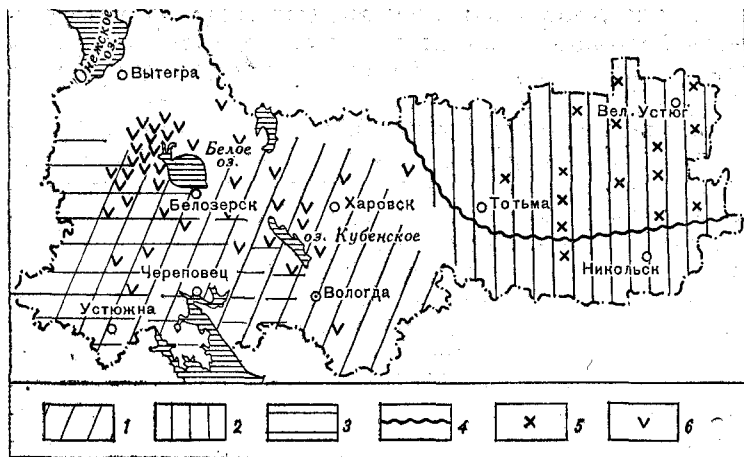 Онежское
оз.
Вытегра
Вел. Устюг
Белое
оз.
Белозерск
Харовск
Тотьма
оз. Кубенское
Череповец
Никольск
Вологда
Устюжна
1 2 3 4 5 6